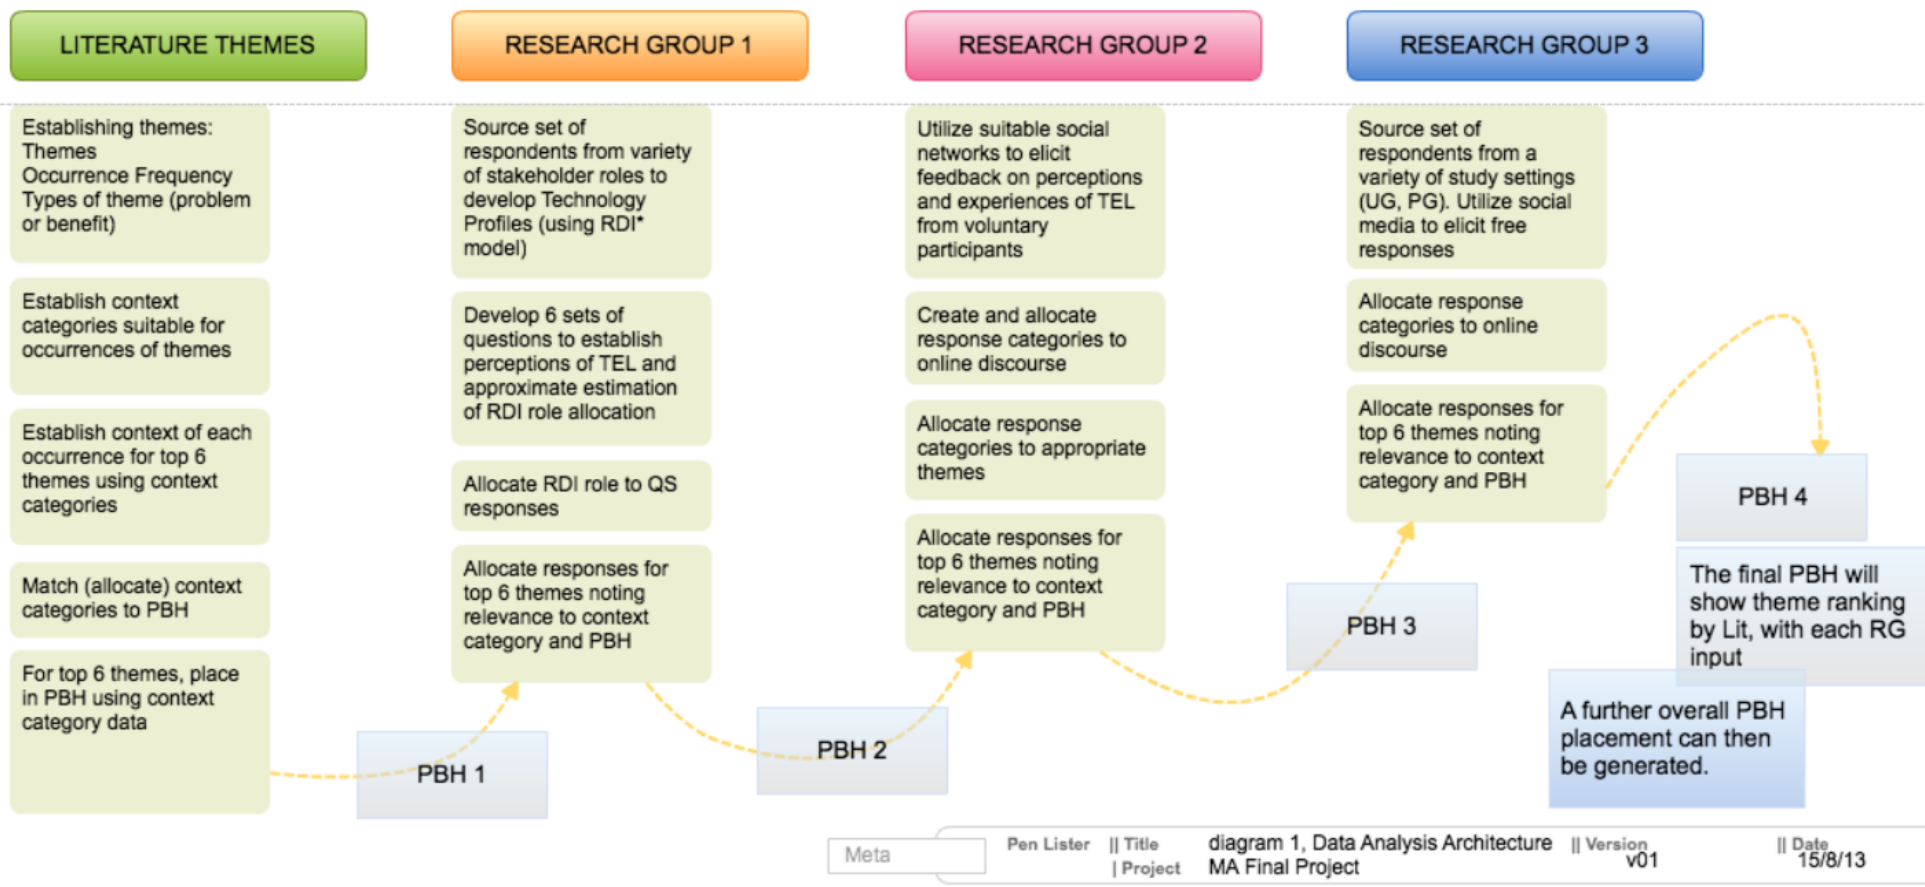 LITERATURE THEMES
Establishing themes:
Themes
Occurrence Frequency
Types of theme (problem
or benefit)
Establish context
categories suitable for
occurrences of themes
Establish context of each
occurrence for top 6
themes using context
categories
Match (allocate) context
categories to PBH
For top 6 themes, place
in PBH using context
category data
PBH 1
RESEARCH GROUP 1
Source set of
respondents from variety
of stakeholder roles to
develop Technology
Profiles (using RDI*
model)
Develop 6 sets of
questions to establish
perceptions of TEL and
approximate estimation
of RDI role allocation
Allocate RDI role to QS
responses
Allocate responses for
top 6 themes noting
relevance to context
category and PBH
PBH 2
RESEARCH GROUP 2
Utilize suitable social
networks to elicit
feedback on perceptions
and experiences of TEL
from voluntary
participants
Create and allocate
response categories to
online discourse
Allocate response
categories to appropriate
themes
Allocate responses for
top 6 themes noting
relevance to context
category and PBH
PBH 3
RESEARCH GROUP 3
Source set of
respondents from a
variety of study settings
(UG, PG). Utilize social
media to elicit free
responses
Allocate response
categories to online
discourse
Allocate responses for
top 6 themes noting
relevance to context
category and PBH
PBH 4
The final PBH will
show theme ranking
by Lit, with each RG
input
A further overall PBH
placement can then
be generated.
Meta
Pen Lister || Title diagram 1, Data Analysis Architecture || Version v01 || Date 15/8/13
| Project MA Final Project